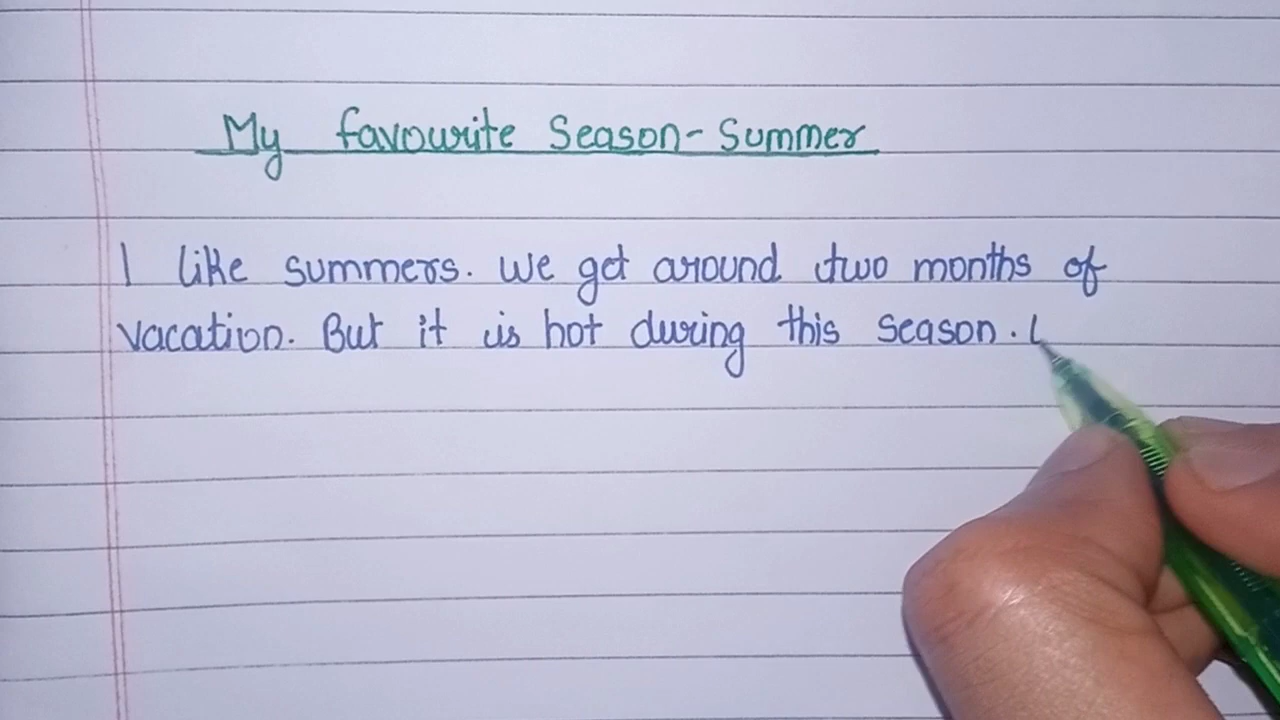 My favourite Season - Summer
I like summers. We get around two months of
vacation. But it is hot during this season.